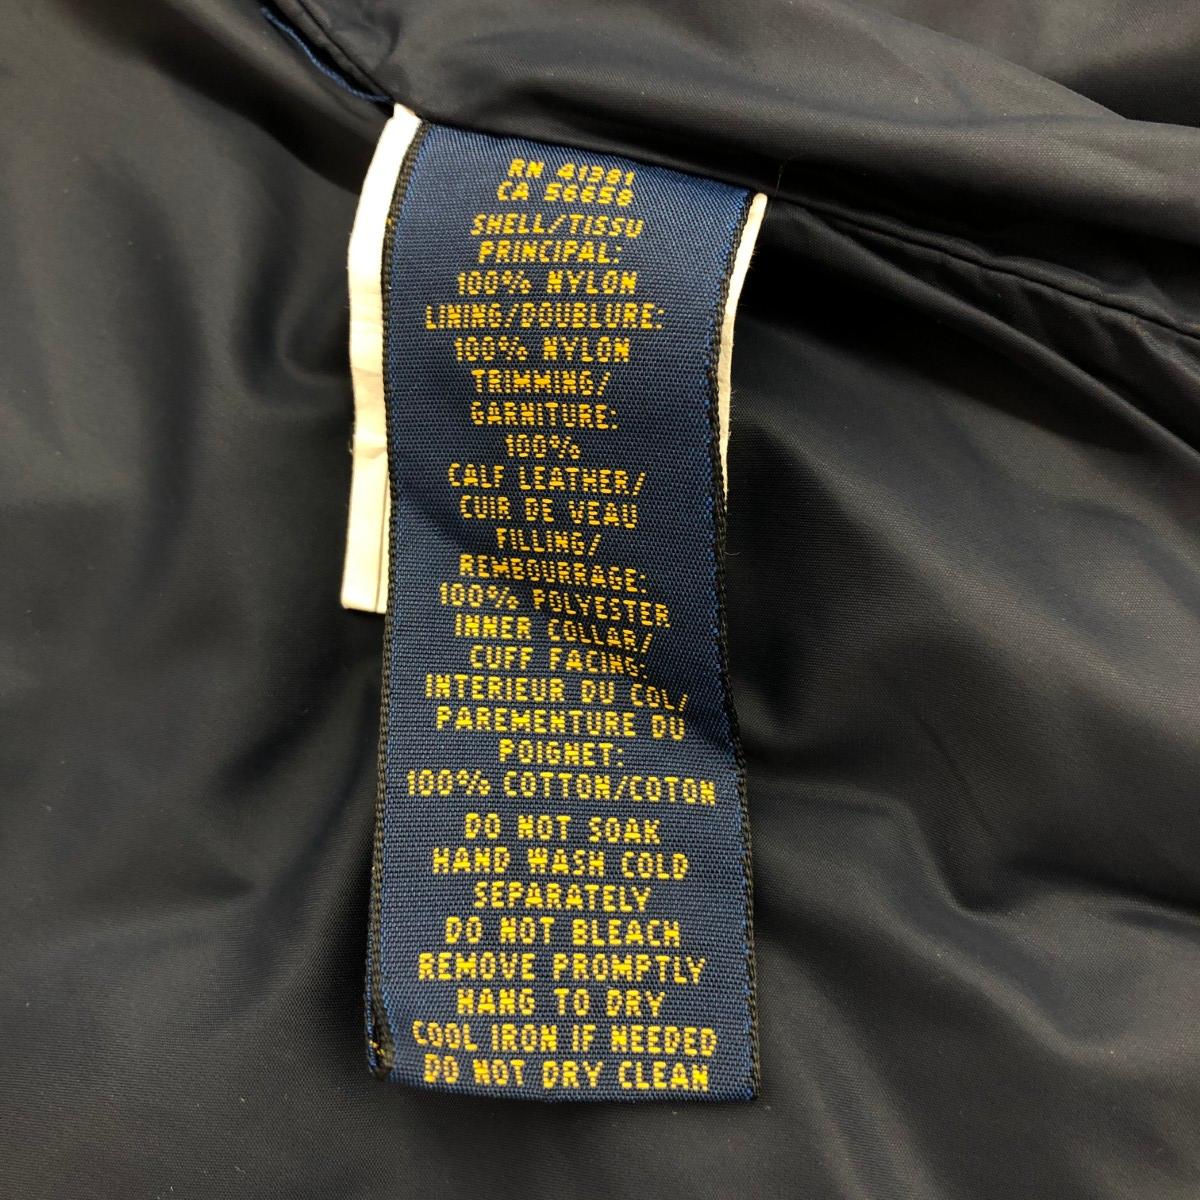 RN 41381
CA 56658
SHELL/TISSU
PRINCIPAL:
100% NYLON
LINING/DOUBLURE:
100% NYLON
TRIMMING/
GARNITURE:
100%
CALF LEATHER/
CUIR DE VEAU
FILLING/
REMBOURRAGE:
100% POLYESTER
INNER COLLAR/
CUFF FACING:
INTERIEUR DU COL/
PAREMENTURE DU
POIGNET:
100% COTTON/COTON
DO NOT SOAK
HAND WASH COLD
SEPARATELY
DO NOT BLEACH
REMOVE PROMPTLY
HANG TO DRY
COOL IRON IF NEEDED
DO NOT DRY CLEAN